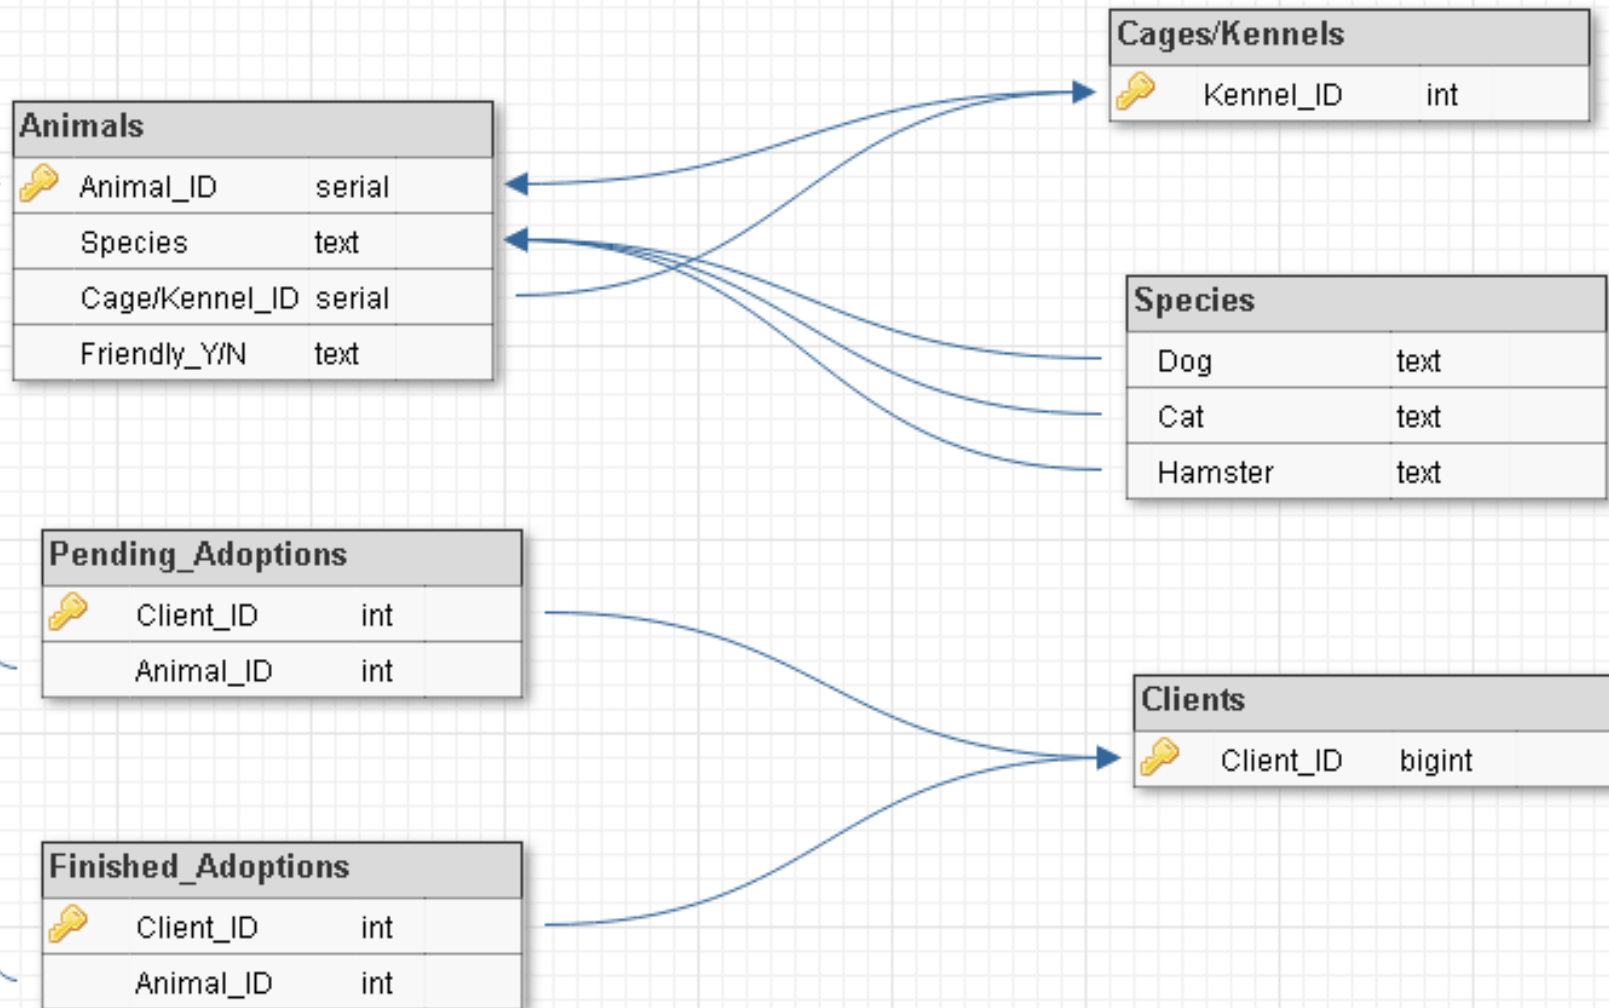 Cages/Kennels
Kennel_ID int
Animals
Animal_ID serial
Species text
Cage/Kennel_ID serial
Friendly_Y/N text
Species
Dog text
Cat text
Hamster text
Pending_Adoptions
Client_ID int
Animal_ID int
Clients
Client_ID bigint
Finished_Adoptions
Client_ID int
Animal_ID int